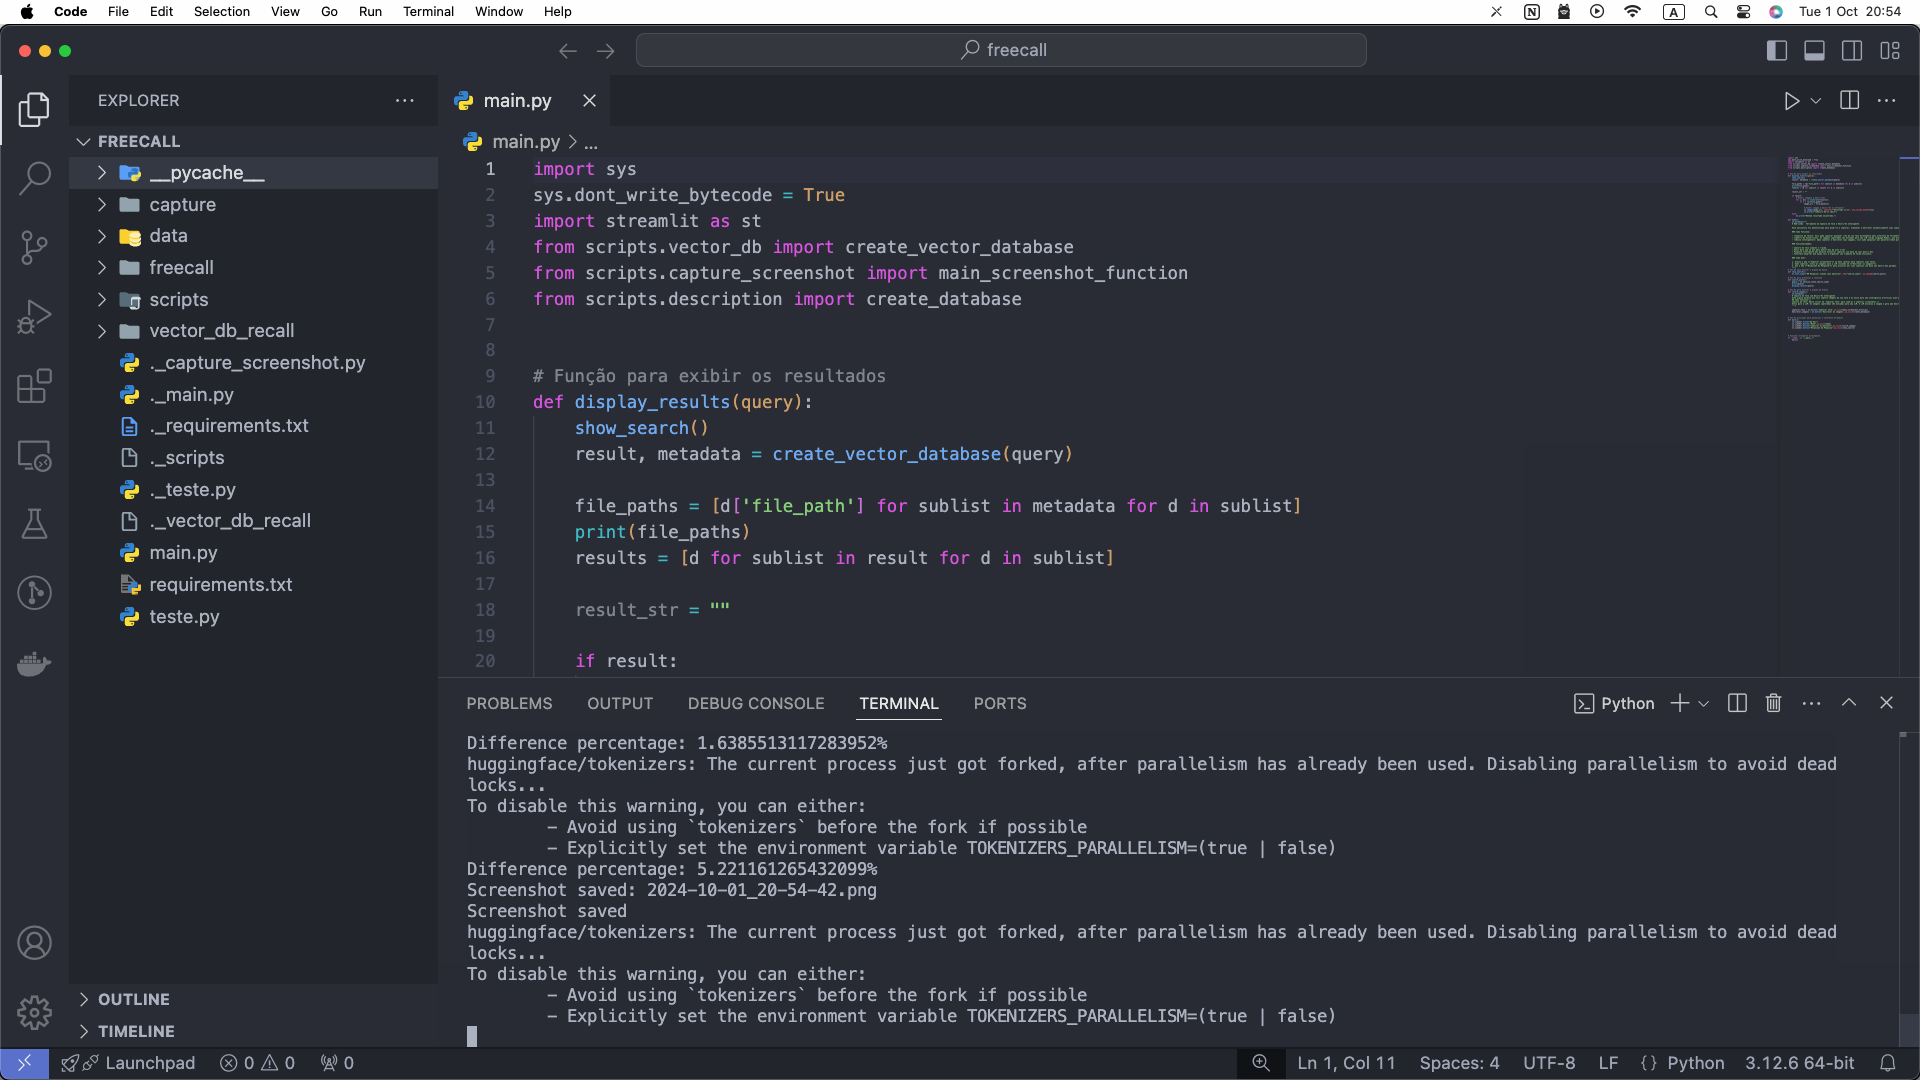 Code File Edit Selection View Go Run Terminal Window Help
A
Tue 1 Oct 20:54
freecall
EXPLORER
FREECALL
__pycache__
capture
data
freecall
scripts
vector_db_recall
._capture_screenshot.py
._main.py
._requirements.txt
._scripts
._teste.py
._vector_db_recall
main.py
requirements.txt
teste.py
OUTLINE
TIMELINE
main.py
main.py > ...
1 import sys
2 sys.dont_write_bytecode = True
3 import streamlit as st
4 from scripts.vector_db import create_vector_database
5 from scripts.capture_screenshot import main_screenshot_function
6 from scripts.description import create_database
7
8
9 # Função para exibir os resultados
10 def display_results(query):
11 show_search()
12 result, metadata = create_vector_database(query)
13
14 file_paths = [d['file_path'] for sublist in metadata for d in sublist]
15 print(file_paths)
16 results = [d for sublist in result for d in sublist]
17
18 result_str = ""
19
20 if result:
PROBLEMS OUTPUT DEBUG CONSOLE TERMINAL PORTS
Python
Difference percentage: 1.6385513117283952%
huggingface/tokenizers: The current process just got forked, after parallelism has already been used. Disabling parallelism to avoid dead
locks...
To disable this warning, you can either:
- Avoid using `tokenizers` before the fork if possible
- Explicitly set the environment variable TOKENIZERS_PARALLELISM=(true | false)
Difference percentage: 5.221161265432099%
Screenshot saved: 2024-10-01_20-54-42.png
Screenshot saved
huggingface/tokenizers: The current process just got forked, after parallelism has already been used. Disabling parallelism to avoid dead
locks...
To disable this warning, you can either:
- Avoid using `tokenizers` before the fork if possible
- Explicitly set the environment variable TOKENIZERS_PARALLELISM=(true | false)
Launchpad 0 0 0
Ln 1, Col 11 Spaces: 4 UTF-8 LF {} Python 3.12.6 64-bit